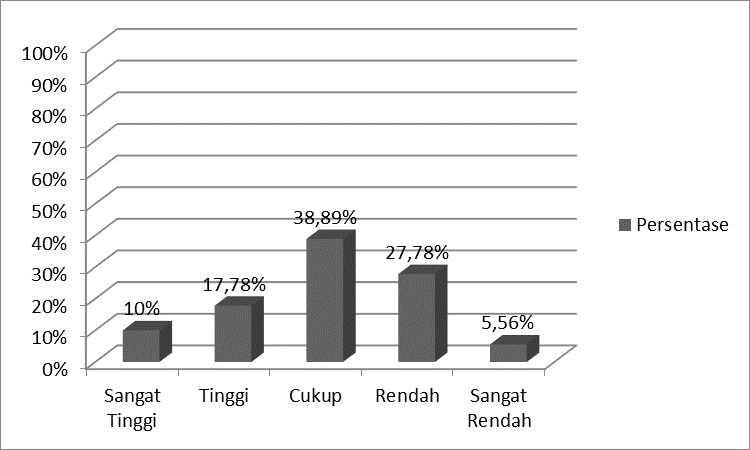 100%
90%
80%
70%
60%
50%
40%
30%
20%
10%
0%
10%
17,78%
38,89%
27,78%
5,56%
Sangat
Tinggi
Tinggi
Cukup
Rendah
Sangat
Rendah
Persentase